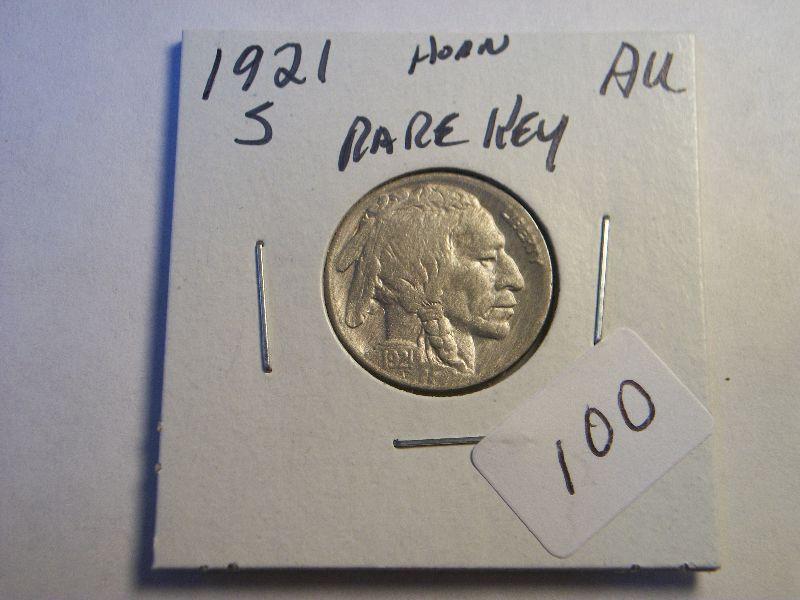 1921 HORN AU
S RARE KEY
LIBERTY
1921
100